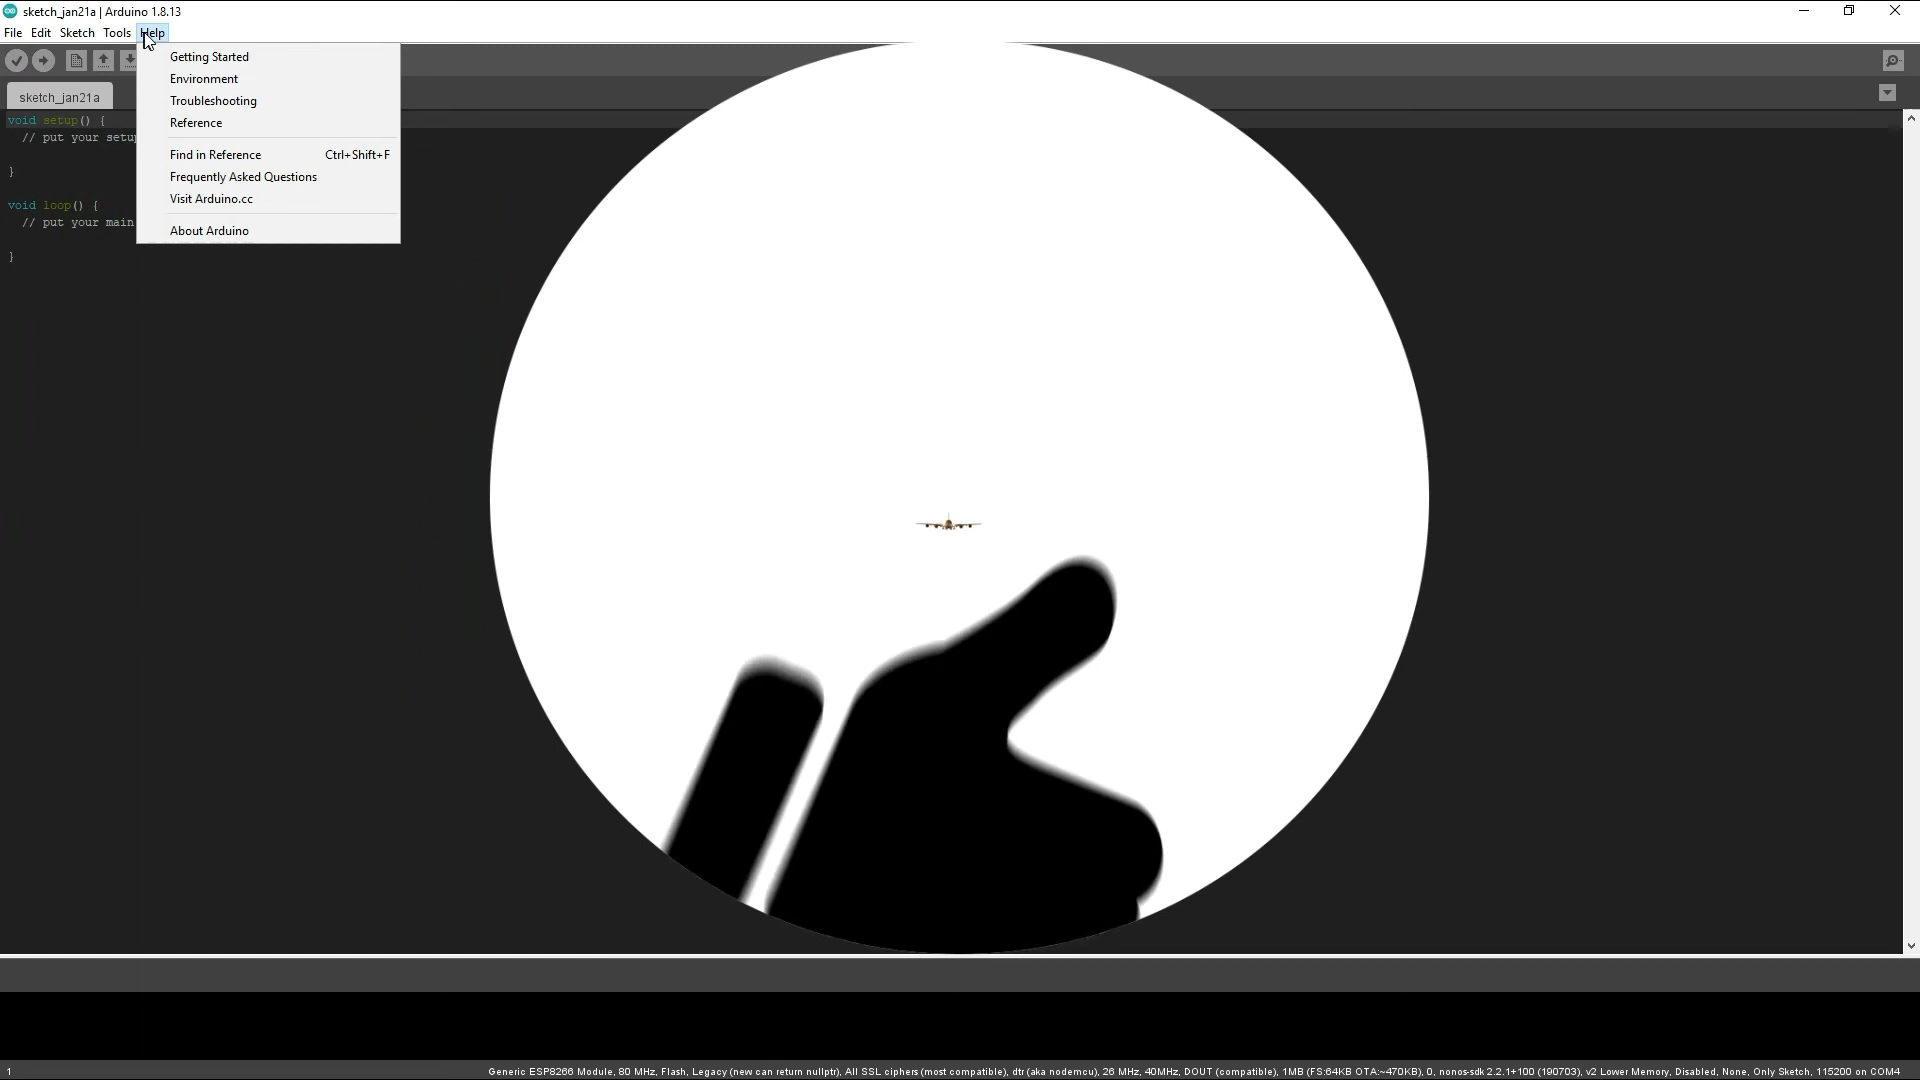 sketch_jan21a | Arduino 1.8.13
File Edit Sketch Tools Help
Getting Started
Environment
Troubleshooting
Reference
Find in Reference Ctrl+Shift+F
Frequently Asked Questions
Visit Arduino.cc
About Arduino
sketch_jan21a
void setup() {
// put your setup
}
void loop() {
// put your main
}
1 Generic ESP8266 Module, 80 MHz, Flash, Legacy (new can return nullptr), All SSL ciphers (most compatible), dtr (aka nodemcu), 26 MHz, 40MHz, DOUT (compatible), 1MB (FS:64KB OTA:~470KB), 0, nonos-sdk 2.2.1+100 (190703), v2 Lower Memory, Disabled, None, Only Sketch, 115200 on COM4